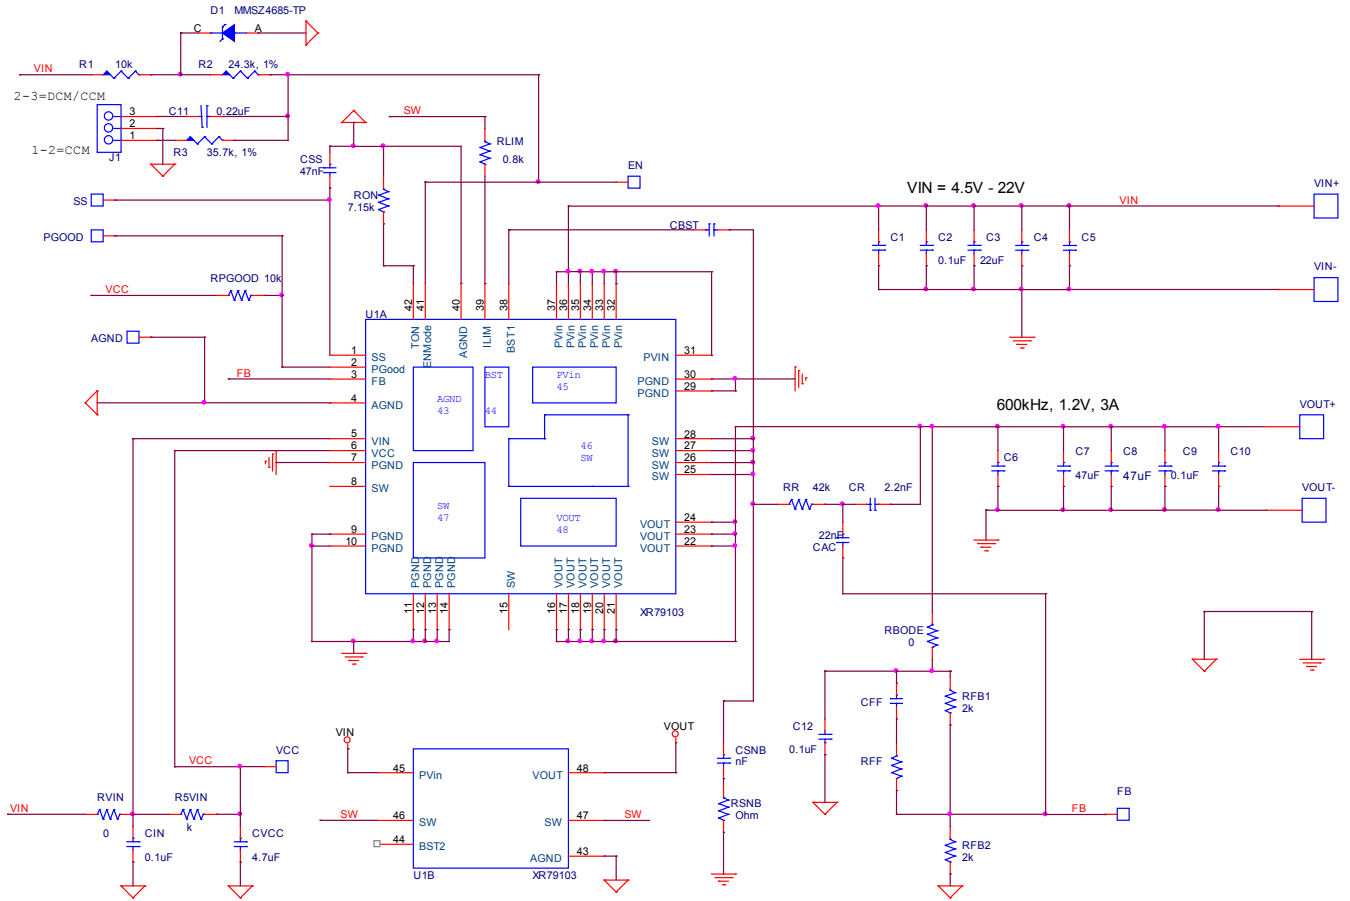 D1 MMSZ4685-TP
C A
VIN R1 10k R2 24.3k, 1%
2-3=DCM/CCM
3 C11 0.22uF
2
1 R3 35.7k, 1%
1-2=CCM
J1
SW
RLIM
0.8k
CSS
47nF
RON
7.15k
EN
SS
PGOOD
RPGOOD 10k
VCC
AGND
FB
CBST
VIN = 4.5V - 22V
VIN
VIN+
VIN-
C1
C2
0.1uF
C3
22uF
C4
C5
U1A
42 41 40 39 38 37 36 35 34 33 32
TON ENMode AGND ILIM BST1 PVin PVin PVin PVin PVin PVin
1 SS
2 PGood
3 FB
4 AGND
5 VIN
6 VCC
7 PGND
8 SW
9 PGND
10 PGND
AGND
43
BST
44
PVin
45
46
SW
SW
47
VOUT
48
PVIN 31
PGND 30
PGND 29
SW 28
SW 27
SW 26
SW 25
VOUT 24
VOUT 23
VOUT 22
PGND PGND PGND PGND SW VOUT VOUT VOUT VOUT VOUT VOUT
11 12 13 14 15 16 17 18 19 20 21
XR79103
600kHz, 1.2V, 3A
VOUT+
VOUT-
C6
C7
47uF
C8
47uF
C9
0.1uF
C10
RR 42k CR 2.2nF
22nF
CAC
RBODE
0
CFF
RFB1
2k
C12
0.1uF
RFF
FB
FB
RFB2
2k
CSNB
nF
RSNB
Ohm
VCC
VCC
VIN
RVIN
0
R5VIN
k
CIN
0.1uF
CVCC
4.7uF
VIN
VOUT
45 PVin VOUT 48
SW 46 SW SW 47 SW
44 BST2
AGND 43
U1B XR79103